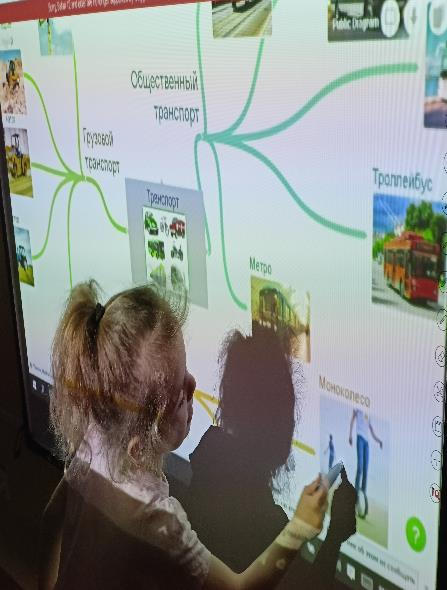 Public Diagram
Общественный
транспорт
Грузовой
транспорт
Транспорт
Троллейбус
Метро
Моноколесо
?